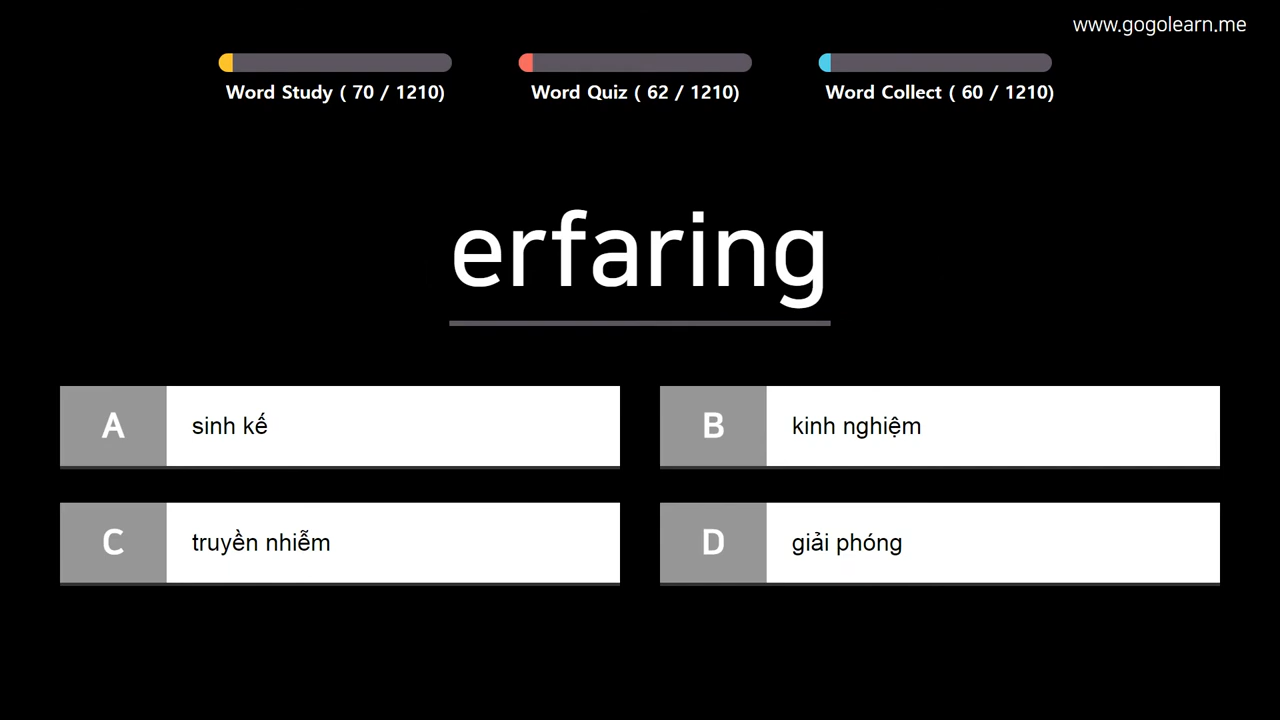 www.gogolearn.me
Word Study ( 70 / 1210)
Word Quiz ( 62 / 1210)
Word Collect ( 60 / 1210)
erfaring
A sinh kế
B kinh nghiệm
C truyền nhiễm
D giải phóng